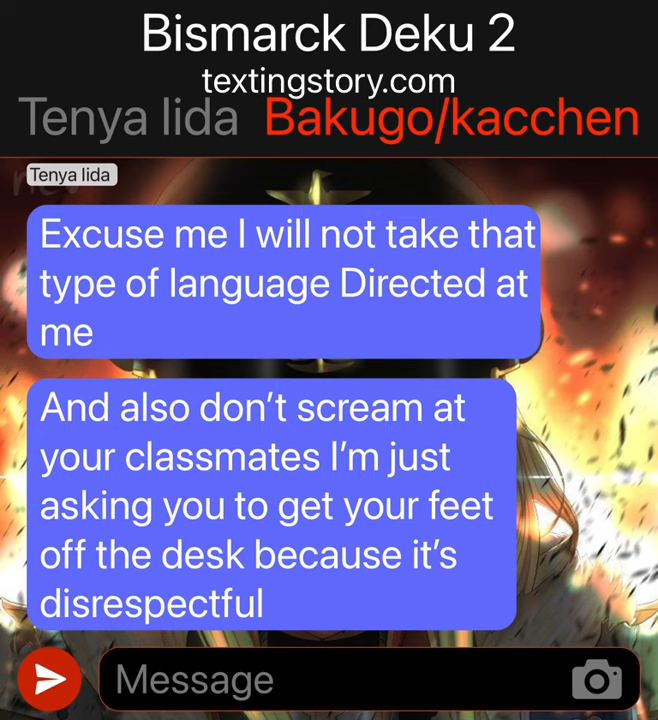 Bismarck Deku 2
textingstory.com
Tenya Iida Bakugo/kacchen
Tenya Iida
Excuse me I will not take that
type of language Directed at
me
And also don’t scream at
your classmates I’m just
asking you to get your feet
off the desk because it’s
disrespectful
Message